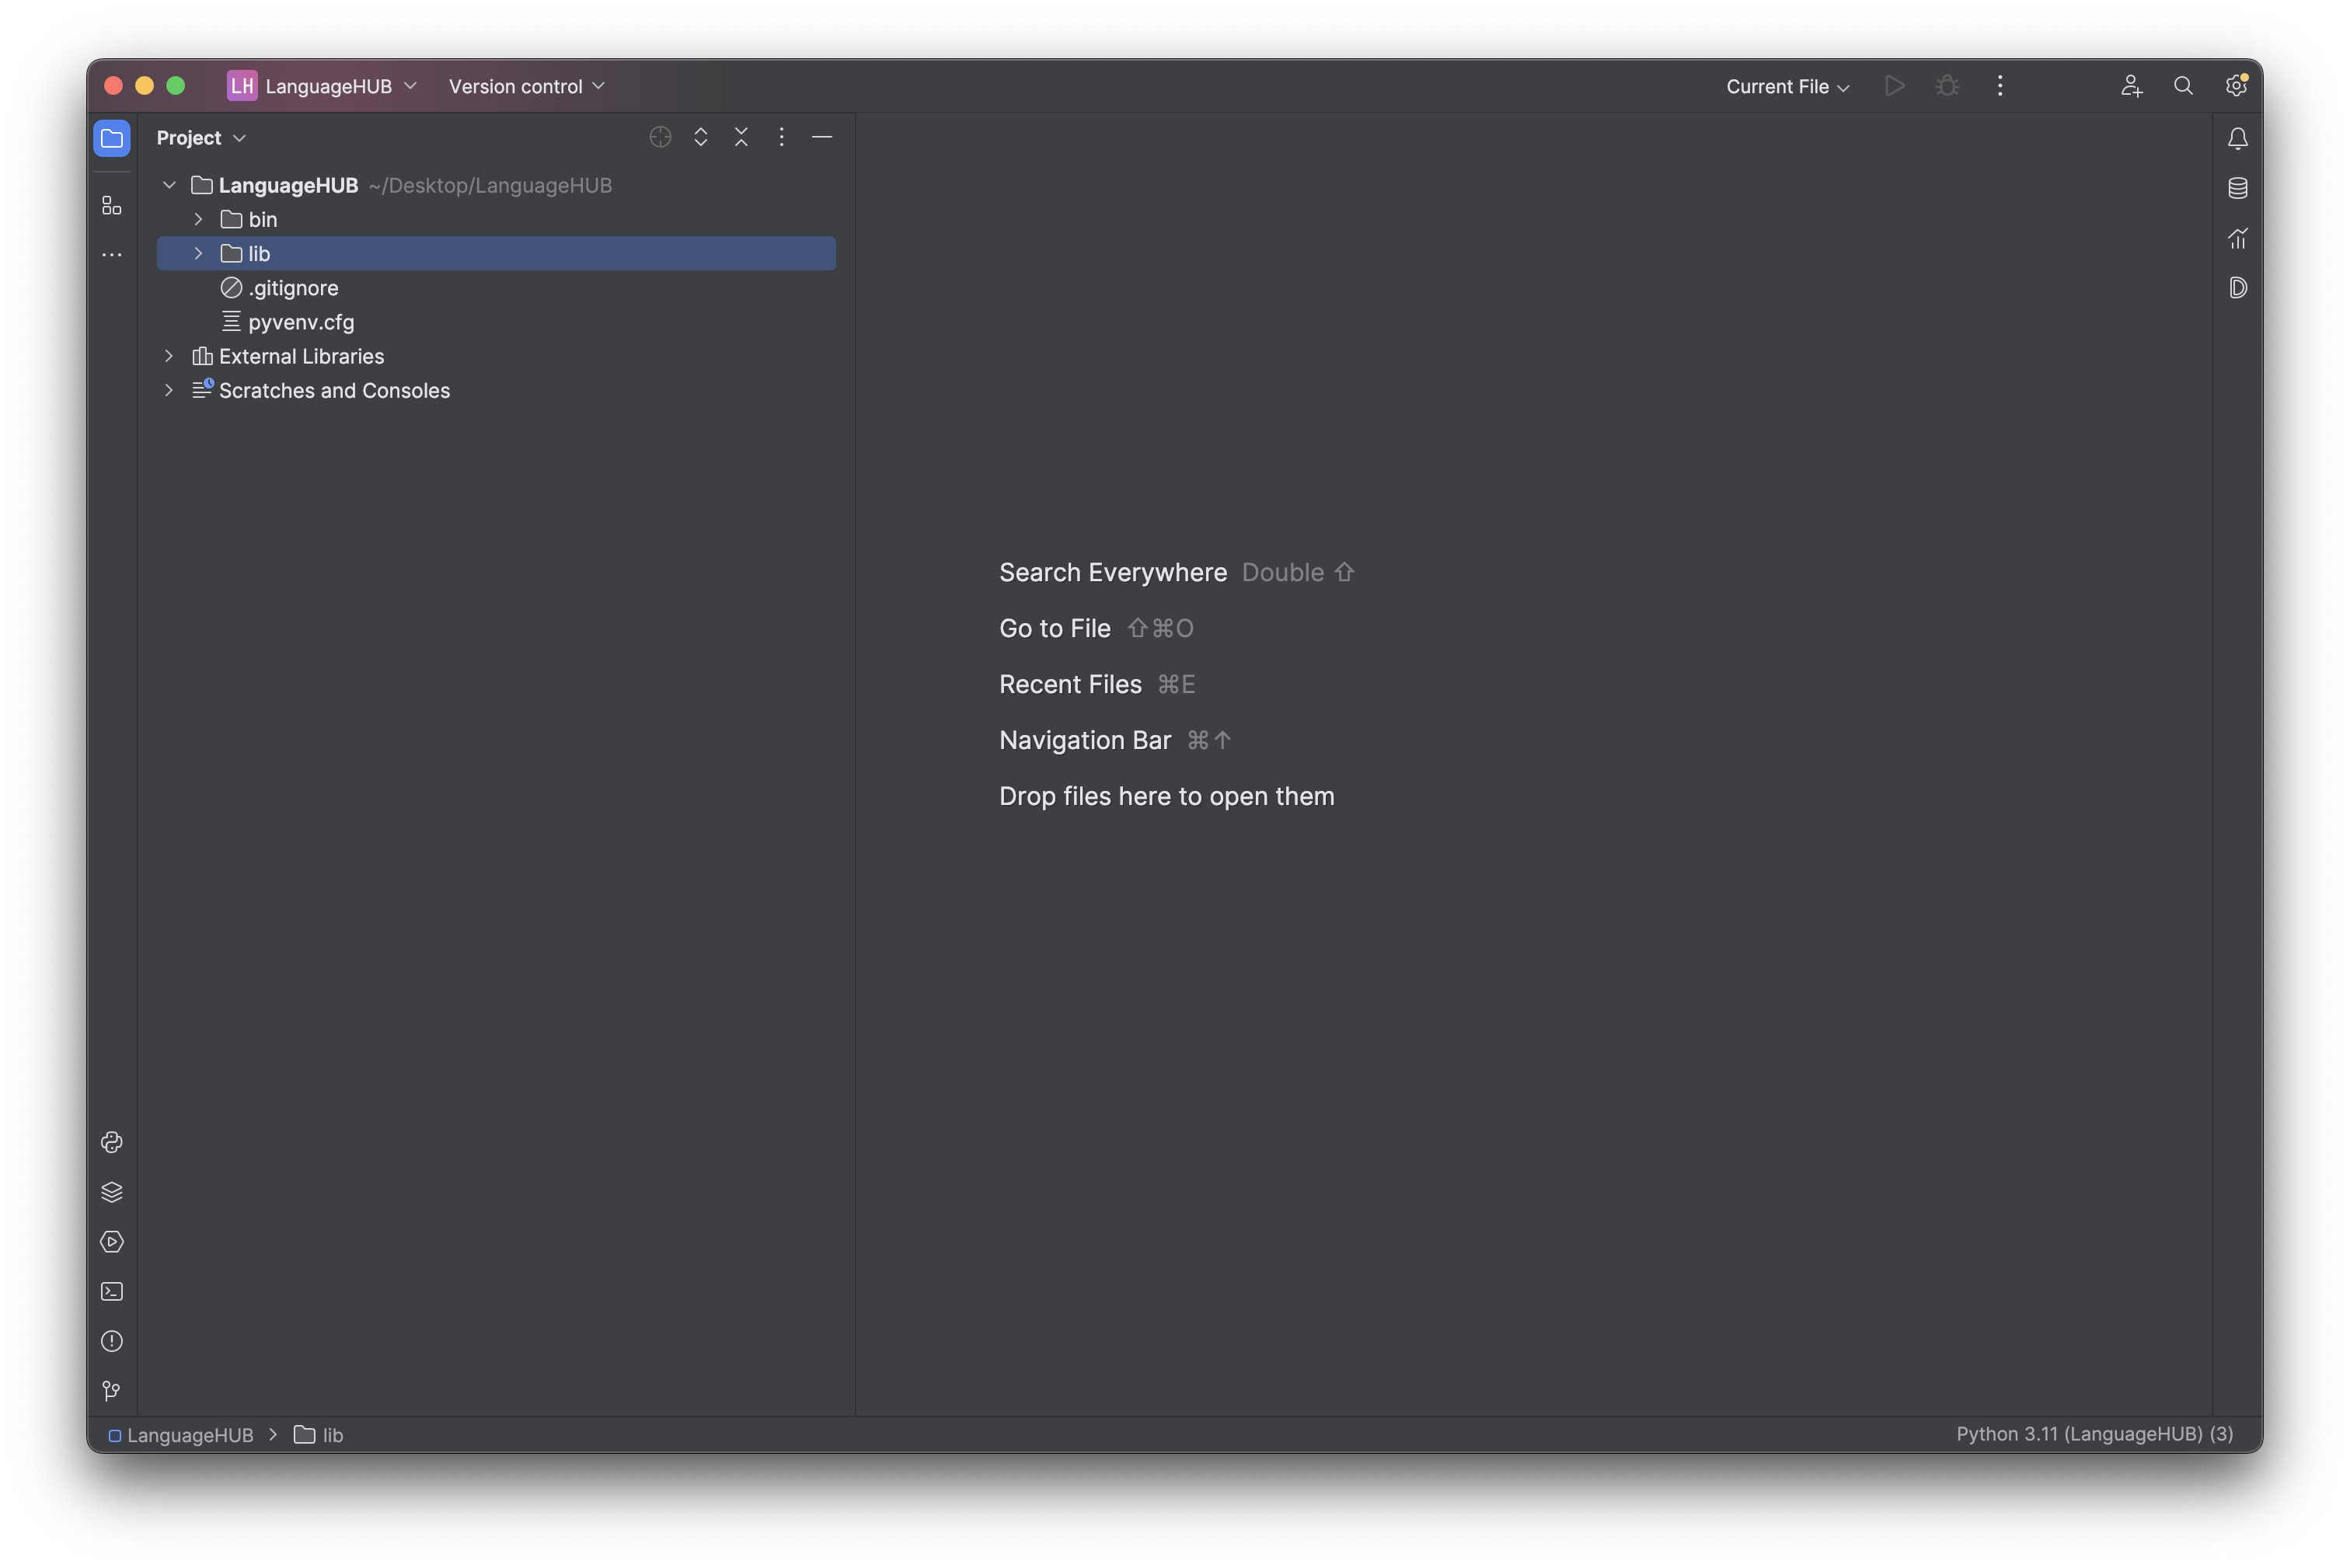 LH LanguageHUB Version control Current File
Project
LanguageHUB ~/Desktop/LanguageHUB
bin
lib
.gitignore
pyvenv.cfg
External Libraries
Scratches and Consoles
Search Everywhere Double ⇧
Go to File ⇧⌘O
Recent Files ⌘E
Navigation Bar ⌘↑
Drop files here to open them
LanguageHUB > lib
Python 3.11 (LanguageHUB) (3)